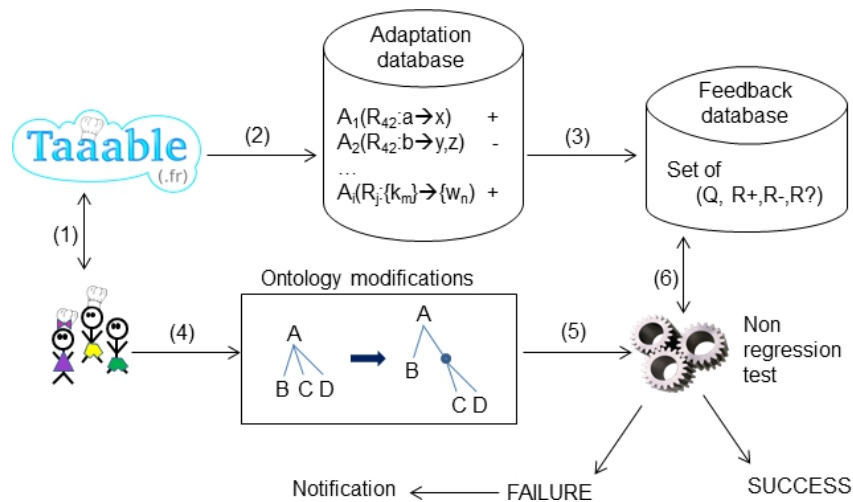 Adaptation
database
A₁(R₄₂:a→x) +
A₂(R₄₂:b→y,z) -
...
Aᵢ(Rⱼ:{kₘ}→{wₙ) +
Feedback
database
Set of
(Q, R+,R-,R?)
Taaable
(.fr)
(2)
(3)
(1)
(6)
Ontology modifications
(4)
A
B C D
A
B
C D
(5)
Non
regression
test
Notification
FAILURE
SUCCESS